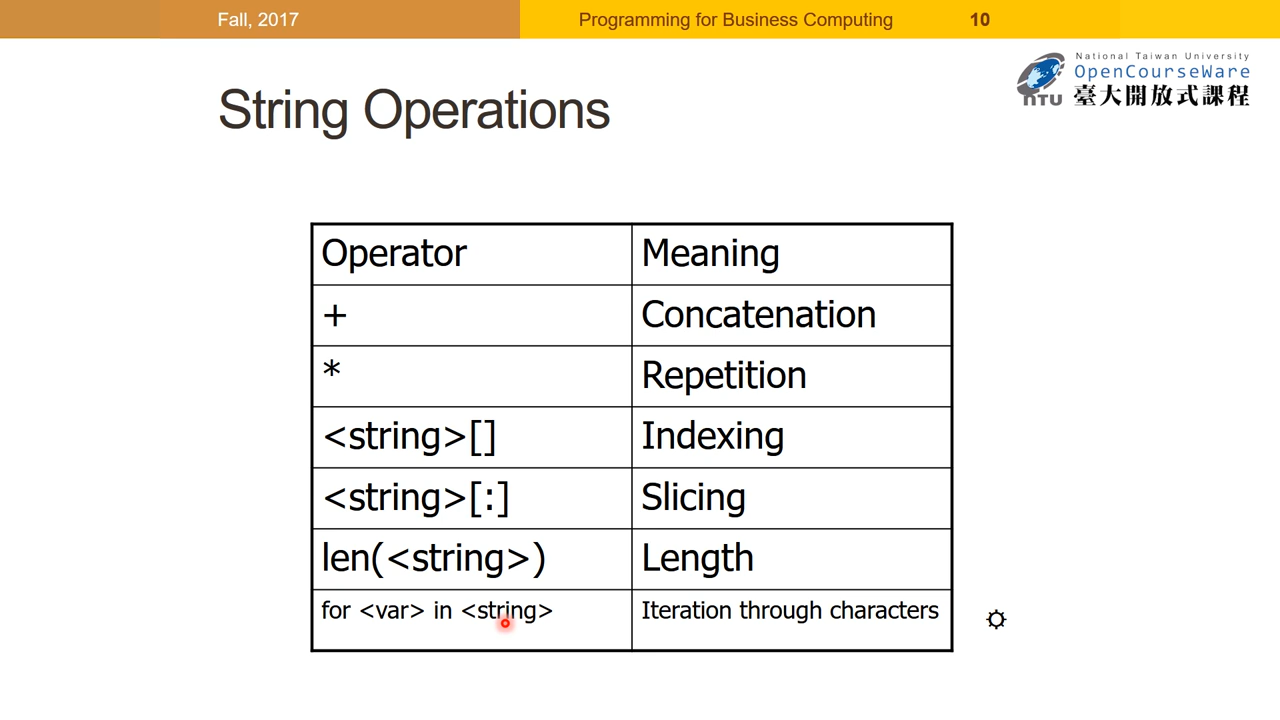 Fall, 2017
Programming for Business Computing
10
National Taiwan University
OpenCourseWare
NTU 臺大開放式課程
String Operations
Operator Meaning
+ Concatenation
* Repetition
<string>[] Indexing
<string>[:] Slicing
len(<string>) Length
for <var> in <string> Iteration through characters